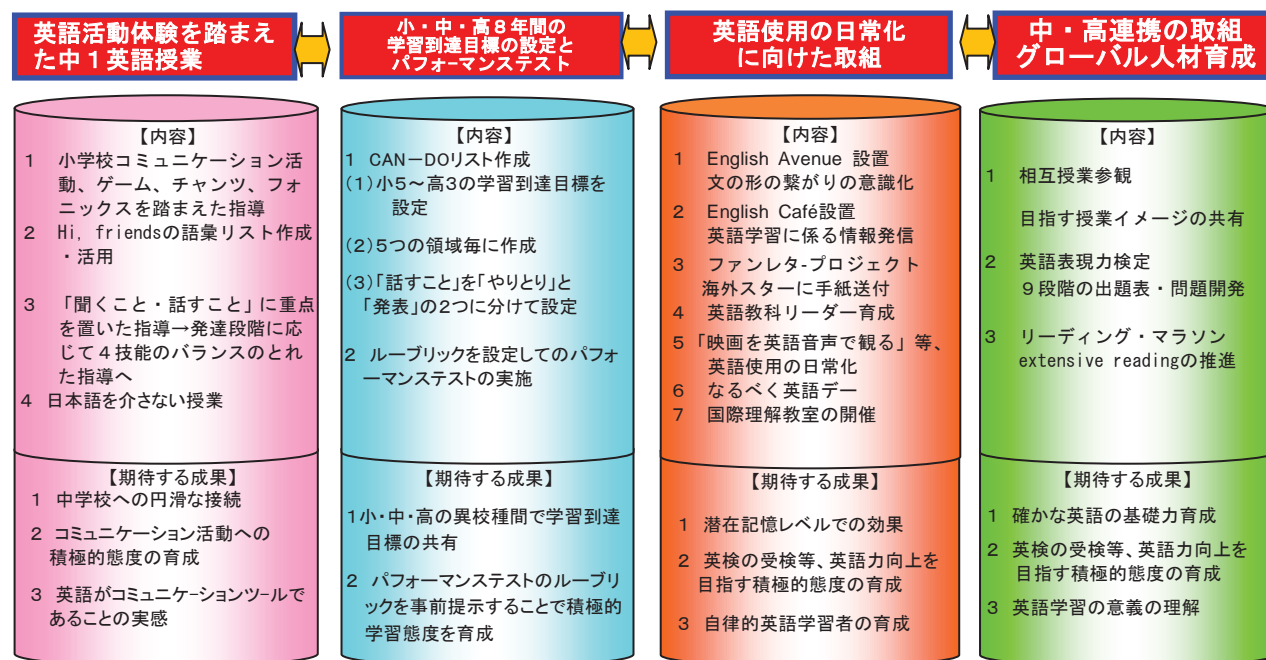 英語活動体験を踏まえ
た中１英語授業
小・中・高８年間の
学習到達目標の設定と
パフォーマンステスト
英語使用の日常化
に向けた取組
中・高連携の取組
グローバル人材育成
【内容】
1 小学校コミュニケーション活
動、ゲーム、チャンツ、フォ
ニックスを踏まえた指導
2 Hi, friendsの語彙リスト作成
・活用
3 「聞くこと・話すこと」に重点
を置いた指導→発達段階に応
じて４技能のバランスのとれ
た指導へ
4 日本語を介さない授業
【期待する成果】
1 中学校への円滑な接続
2 コミュニケーション活動への
積極的態度の育成
3 英語がコミュニケｰションツｰルで
あることの実感
【内容】
1 CAN－DOリスト作成
(1)小５～高３の学習到達目標を
設定
(2)５つの領域毎に作成
(3)「話すこと」を「やりとり」と
「発表」の２つに分けて設定
2 ルーブリックを設定してのパフォ
ーマンステストの実施
【期待する成果】
1小・中・高の異校種間で学習到達
目標の共有
2 パフォーマンステストのルーブリ
ックを事前提示することで積極的
学習態度を育成
【内容】
1 English Avenue 設置
文の形の繋がりの意識化
2 English Café設置
英語学習に係る情報発信
3 ファンレタ-プロジェクト
海外スターに手紙送付
4 英語教科リーダー育成
5「映画を英語音声で観る」等、
英語使用の日常化
6 なるべく英語デー
7 国際理解教室の開催
【期待する成果】
1 潜在記憶レベルでの効果
2 英検の受検等、英語力向上を
目指す積極的態度の育成
3 自律的英語学習者の育成
【内容】
1 相互授業参観
目指す授業イメージの共有
2 英語表現力検定
９段階の出題表・問題開発
3 リーディング・マラソン
extensive readingの推進
【期待する成果】
1 確かな英語の基礎力育成
2 英検の受検等、英語力向上を
目指す積極的態度の育成
3 英語学習の意義の理解